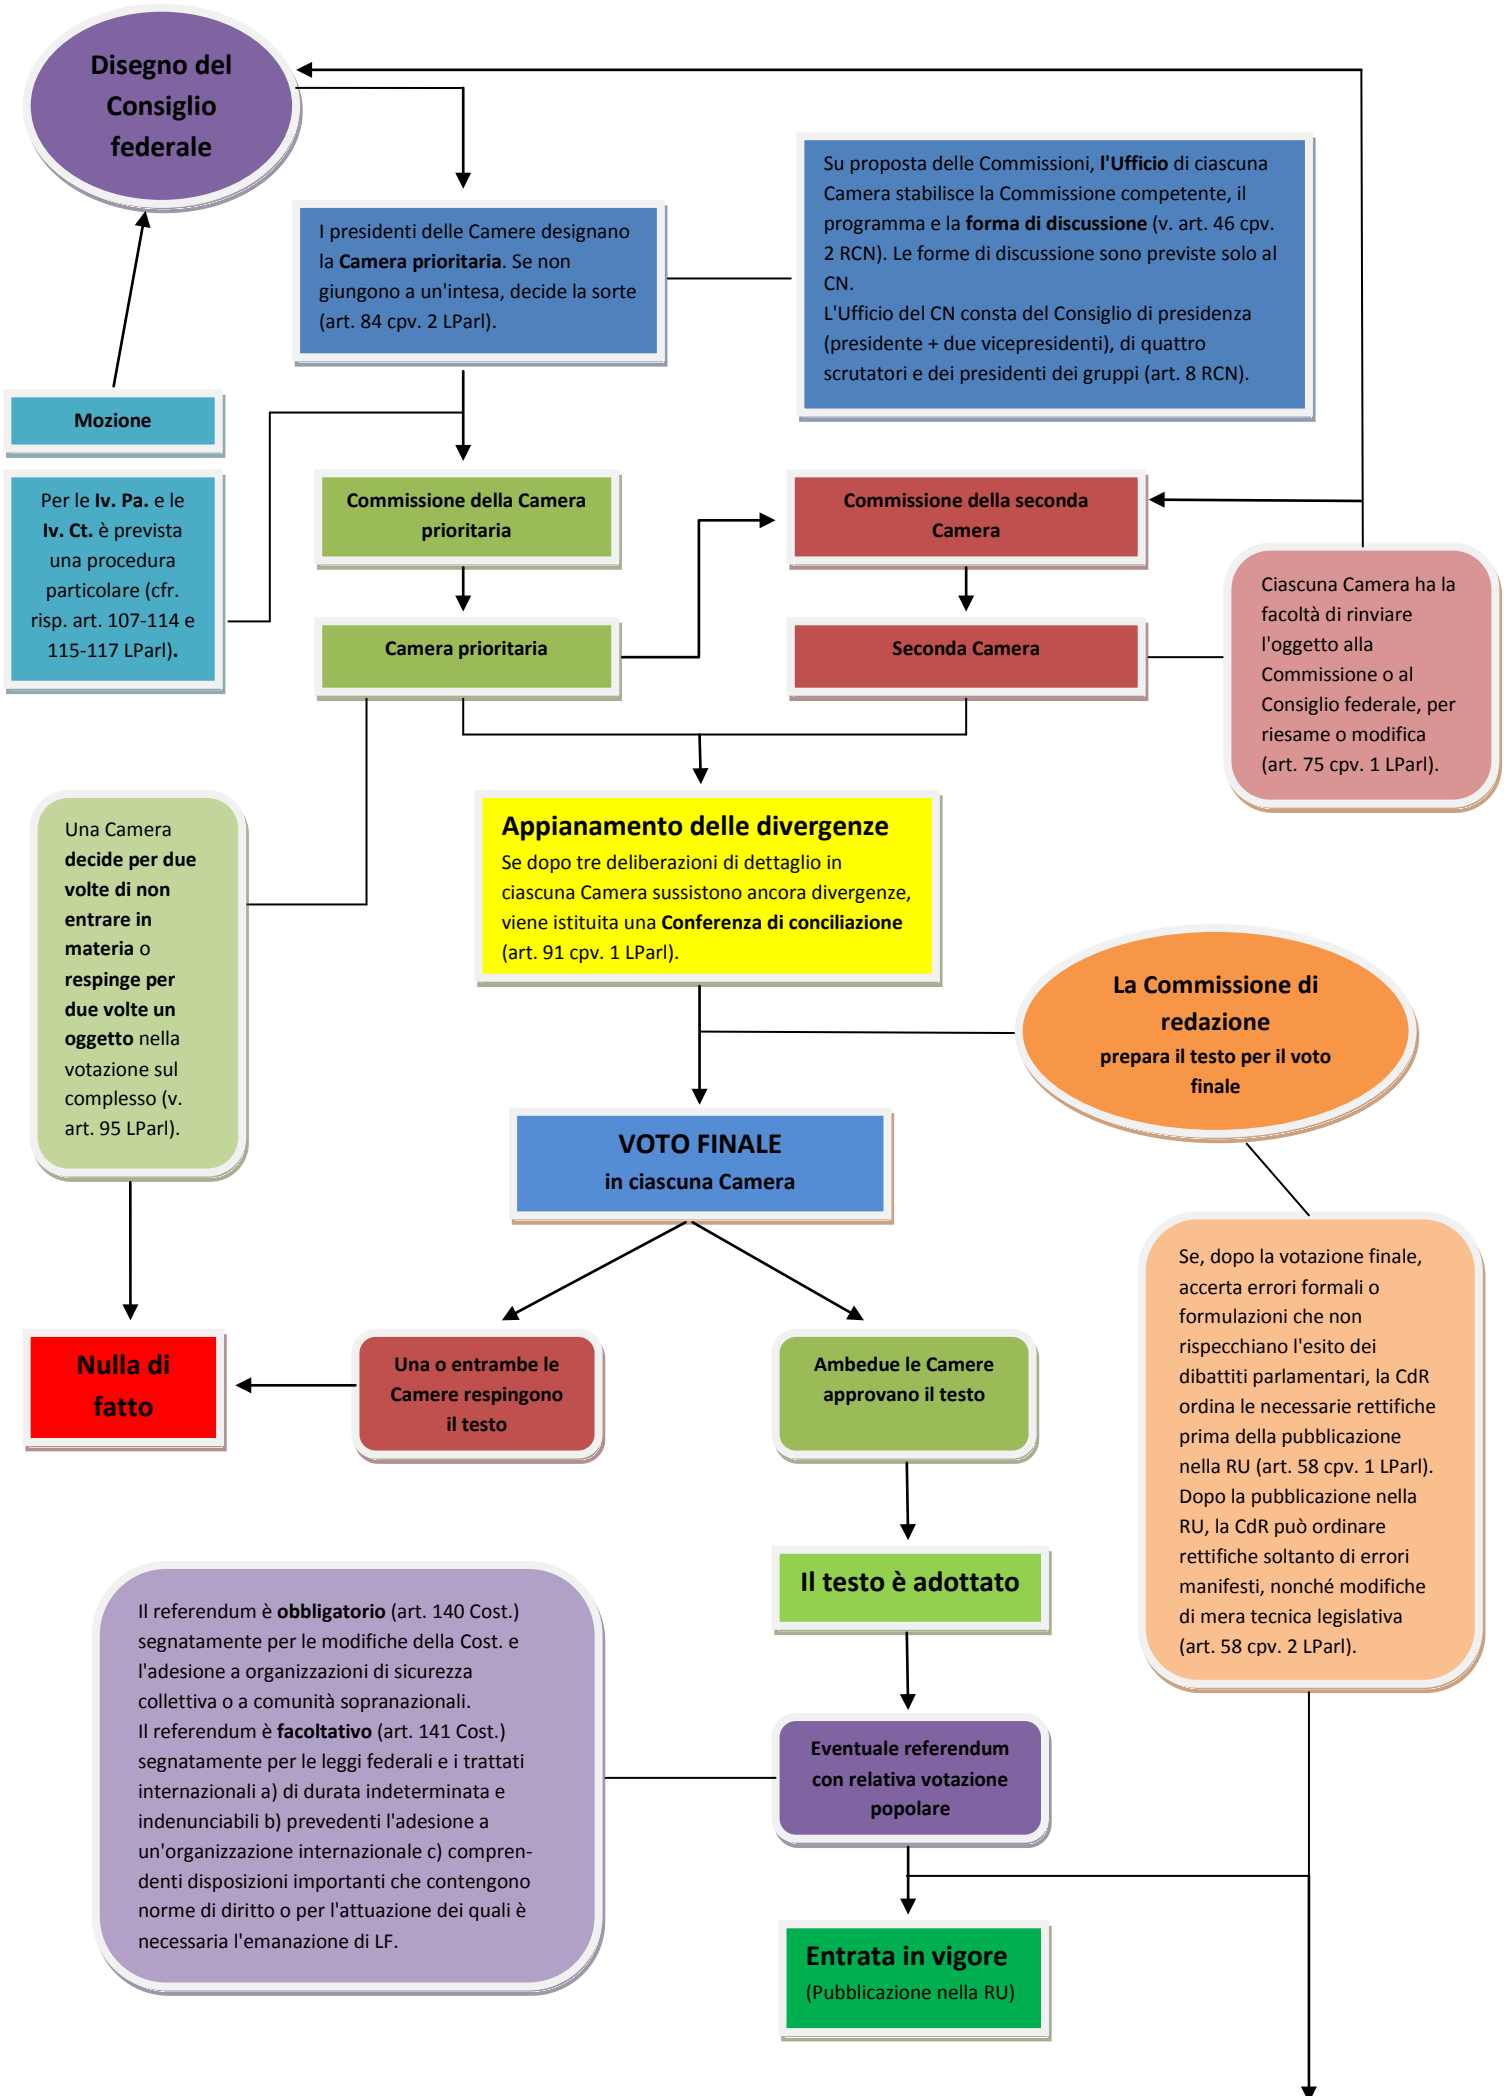 Disegno del
Consiglio
federale
Su proposta delle Commissioni, l'Ufficio di ciascuna
Camera stabilisce la Commissione competente, il
programma e la forma di discussione (v. art. 46 cpv.
2 RCN). Le forme di discussione sono previste solo al
CN.
L'Ufficio del CN consta del Consiglio di presidenza
(presidente + due vicepresidenti), di quattro
scrutatori e dei presidenti dei gruppi (art. 8 RCN).
I presidenti delle Camere designano
la Camera prioritaria. Se non
giungono a un'intesa, decide la sorte
(art. 84 cpv. 2 LParl).
Mozione
Per le Iv. Pa. e le
Iv. Ct. è prevista
una procedura
particolare (cfr.
risp. art. 107-114 e
115-117 LParl).
Commissione della Camera
prioritaria
Commissione della seconda
Camera
Camera prioritaria
Seconda Camera
Ciascuna Camera ha la
facoltà di rinviare
l'oggetto alla
Commissione o al
Consiglio federale, per
riesame o modifica
(art. 75 cpv. 1 LParl).
Una Camera
decide per due
volte di non
entrare in
materia o
respinge per
due volte un
oggetto nella
votazione sul
complesso (v.
art. 95 LParl).
Appianamento delle divergenze
Se dopo tre deliberazioni di dettaglio in
ciascuna Camera sussistono ancora divergenze,
viene istituita una Conferenza di conciliazione
(art. 91 cpv. 1 LParl).
La Commissione di
redazione
prepara il testo per il voto
finale
VOTO FINALE
in ciascuna Camera
Se, dopo la votazione finale,
accerta errori formali o
formulazioni che non
rispecchiano l'esito dei
dibattiti parlamentari, la CdR
ordina le necessarie rettifiche
prima della pubblicazione
nella RU (art. 58 cpv. 1 LParl).
Dopo la pubblicazione nella
RU, la CdR può ordinare
rettifiche soltanto di errori
manifesti, nonché modifiche
di mera tecnica legislativa
(art. 58 cpv. 2 LParl).
Nulla di
fatto
Una o entrambe le
Camere respingono
il testo
Ambedue le Camere
approvano il testo
Il testo è adottato
Il referendum è obbligatorio (art. 140 Cost.)
segnatamente per le modifiche della Cost. e
l'adesione a organizzazioni di sicurezza
collettiva o a comunità sopranazionali.
Il referendum è facoltativo (art. 141 Cost.)
segnatamente per le leggi federali e i trattati
internazionali a) di durata indeterminata e
indenunciabili b) prevedenti l'adesione a
un'organizzazione internazionale c) compren-
denti disposizioni importanti che contengono
norme di diritto o per l'attuazione dei quali è
necessaria l'emanazione di LF.
Eventuale referendum
con relativa votazione
popolare
Entrata in vigore
(Pubblicazione nella RU)